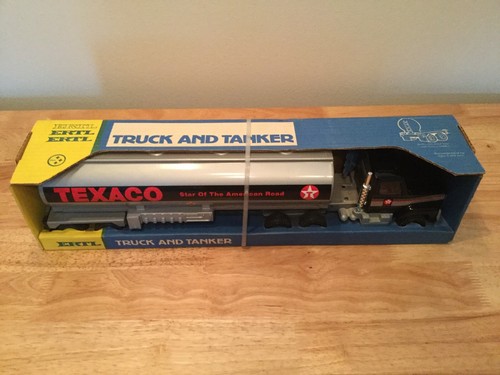 ERTL
ERTL
TRUCK AND TANKER
TEXACO
Star Of The American Road
T
ERTL
TRUCK AND TANKER